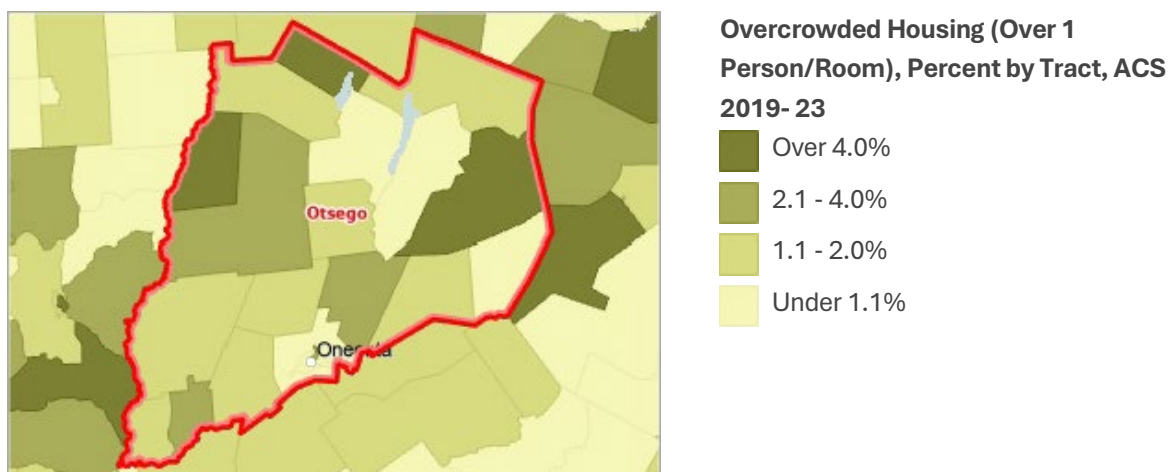 Overcrowded Housing (Over 1
Person/Room), Percent by Tract, ACS
2019- 23
Over 4.0%
2.1 - 4.0%
1.1 - 2.0%
Under 1.1%
Otsego
Oneonta